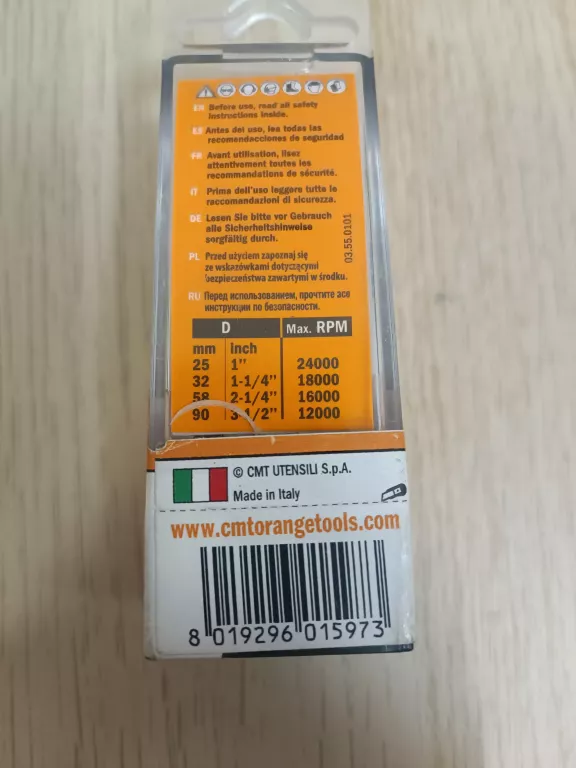 EN Before use, read all safety
instructions inside.
ES Antes del uso, lee todas las
recomendaciones de seguridad
FR Avant utilisation, lisez
attentivement toutes les
recommandations de sécurité.
IT Prima dell'uso leggere tutte le
raccomandazioni di sicurezza.
DE Lesen Sie bitte vor Gebrauch
alle Sicherheitshinweise
sorgfältig durch.
PL Przed użyciem zapoznaj się
ze wskazówkami dotyczącymi
bezpieczeństwa zawartymi w środku.
RU Перед использованием, прочтите все
инструкции по безопасности.
03.55.0101
D Max. RPM
mm Inch
25 1" 24000
32 1-1/4" 18000
58 2-1/4" 16000
90 3-1/2" 12000
© CMT UTENSILI S.p.A.
Made in Italy
www.cmtorangetools.com
8 019296 015973